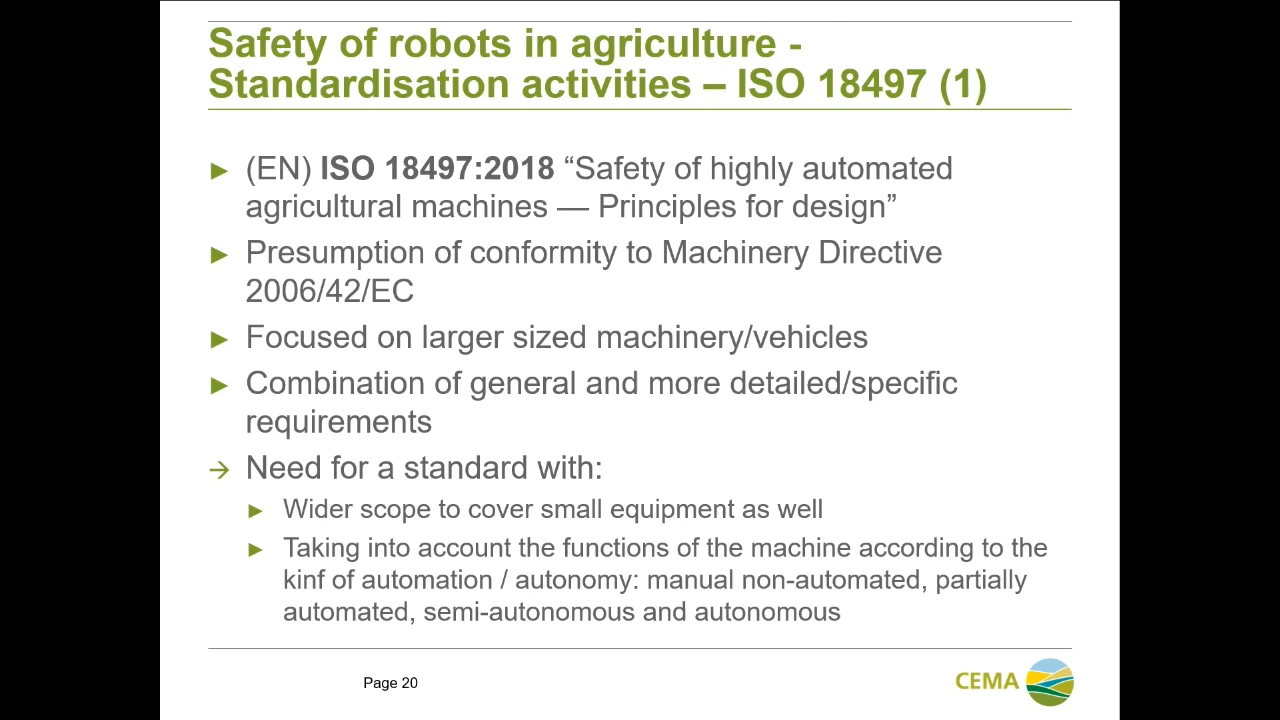 Safety of robots in agriculture -
Standardisation activities – ISO 18497 (1)
► (EN) ISO 18497:2018 “Safety of highly automated
agricultural machines — Principles for design”
► Presumption of conformity to Machinery Directive
2006/42/EC
► Focused on larger sized machinery/vehicles
► Combination of general and more detailed/specific
requirements
→ Need for a standard with:
► Wider scope to cover small equipment as well
► Taking into account the functions of the machine according to the
kinf of automation / autonomy: manual non-automated, partially
automated, semi-autonomous and autonomous
Page 20
CEMA